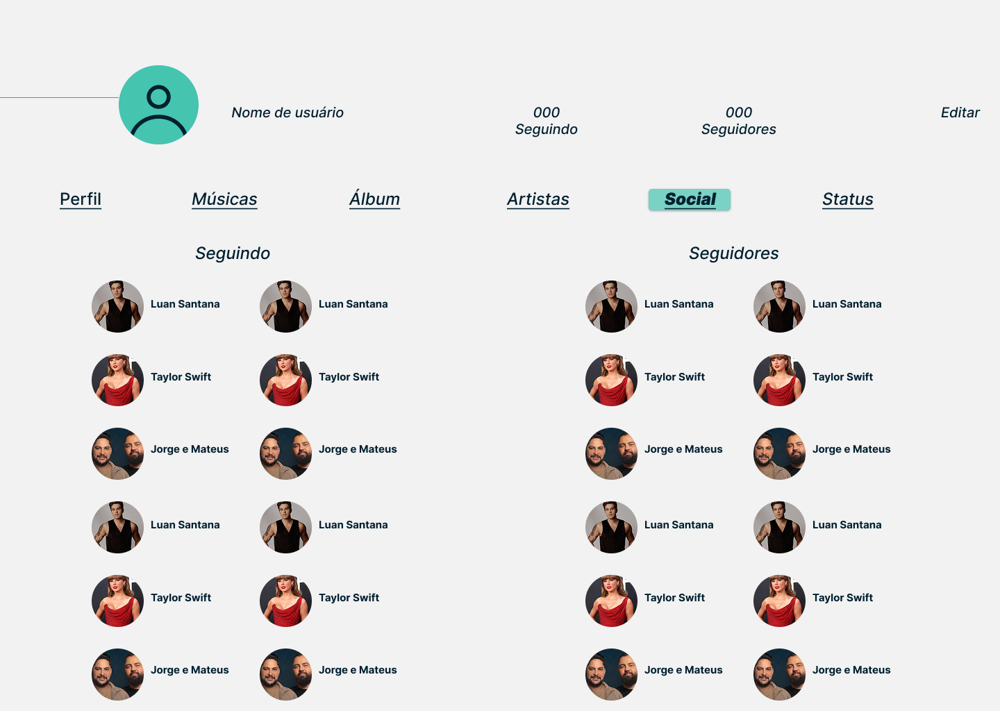 Nome de usuário
000
Seguindo
000
Seguidores
Editar
Perfil
Músicas
Álbum
Artistas
Social
Status
Seguindo
Seguidores
Luan Santana
Luan Santana
Luan Santana
Luan Santana
Taylor Swift
Taylor Swift
Taylor Swift
Taylor Swift
Jorge e Mateus
Jorge e Mateus
Jorge e Mateus
Jorge e Mateus
Luan Santana
Luan Santana
Luan Santana
Luan Santana
Taylor Swift
Taylor Swift
Taylor Swift
Taylor Swift
Jorge e Mateus
Jorge e Mateus
Jorge e Mateus
Jorge e Mateus